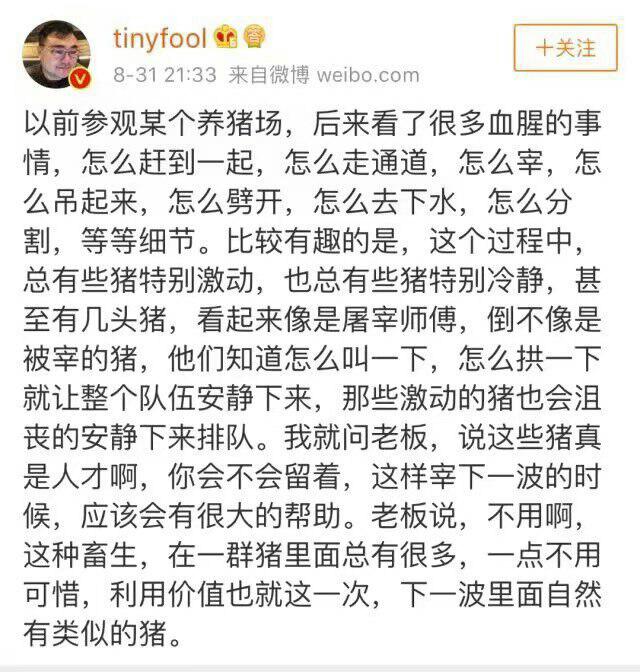 tinyfool
+关注
8-31 21:33 来自微博 weibo.com
以前参观某个养猪场，后来看了很多血腥的事
情，怎么赶到一起，怎么走通道，怎么宰，怎
么吊起来，怎么劈开，怎么去下水，怎么分
割，等等细节。比较有趣的是，这个过程中，
总有些猪特别激动，也总有些猪特别冷静，甚
至有几头猪，看起来像是屠宰师傅，倒不像是
被宰的猪，他们知道怎么叫一下，怎么拱一下
就让整个队伍安静下来，那些激动的猪也会沮
丧的安静下来排队。我就问老板，说这些猪真
是人才啊，你会不会留着，这样宰下一波的时
候，应该会有很大的帮助。老板说，不用啊，
这种畜生，在一群猪里面总有很多，一点不用
可惜，利用价值也就这一次，下一波里面自然
有类似的猪。